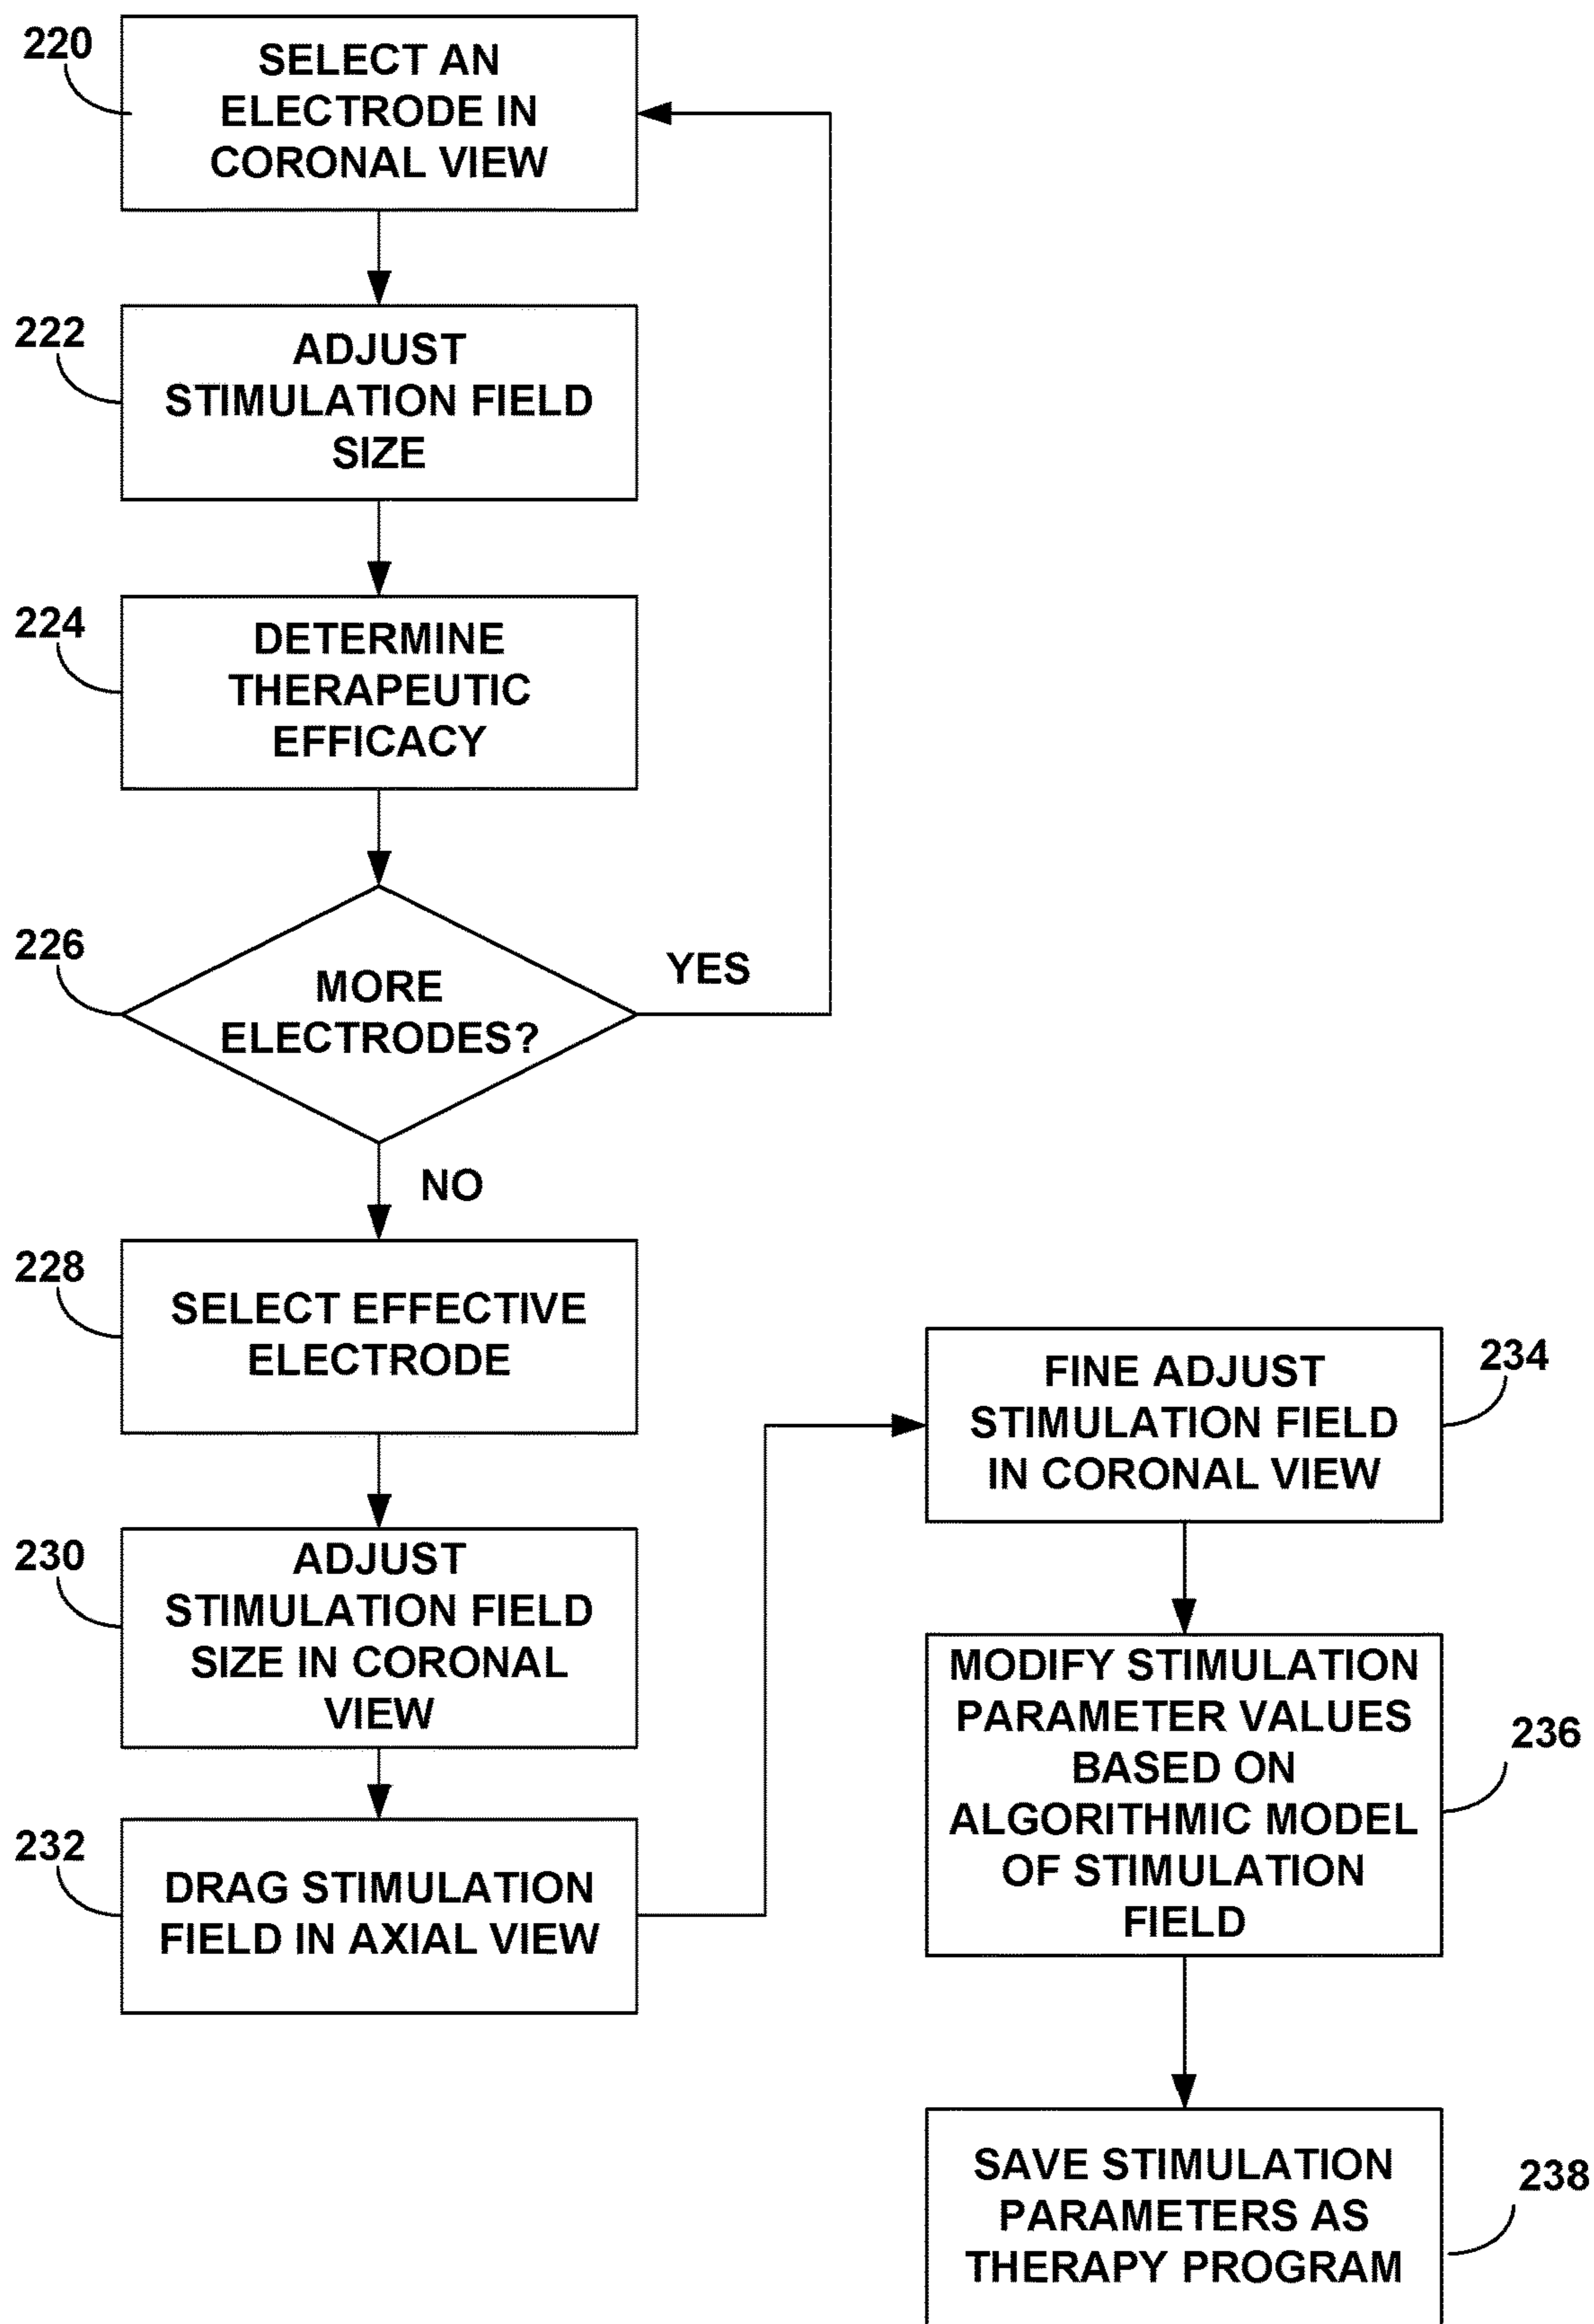 220
SELECT AN
ELECTRODE IN
CORONAL VIEW
222
ADJUST
STIMULATION FIELD
SIZE
224
DETERMINE
THERAPEUTIC
EFFICACY
226
MORE
ELECTRODES?
YES
NO
228
SELECT EFFECTIVE
ELECTRODE
230
ADJUST
STIMULATION FIELD
SIZE IN CORONAL
VIEW
232
DRAG STIMULATION
FIELD IN AXIAL VIEW
FINE ADJUST
STIMULATION FIELD
IN CORONAL VIEW
234
MODIFY STIMULATION
PARAMETER VALUES
BASED ON
ALGORITHMIC MODEL
OF STIMULATION
FIELD
236
SAVE STIMULATION
PARAMETERS AS
THERAPY PROGRAM
238